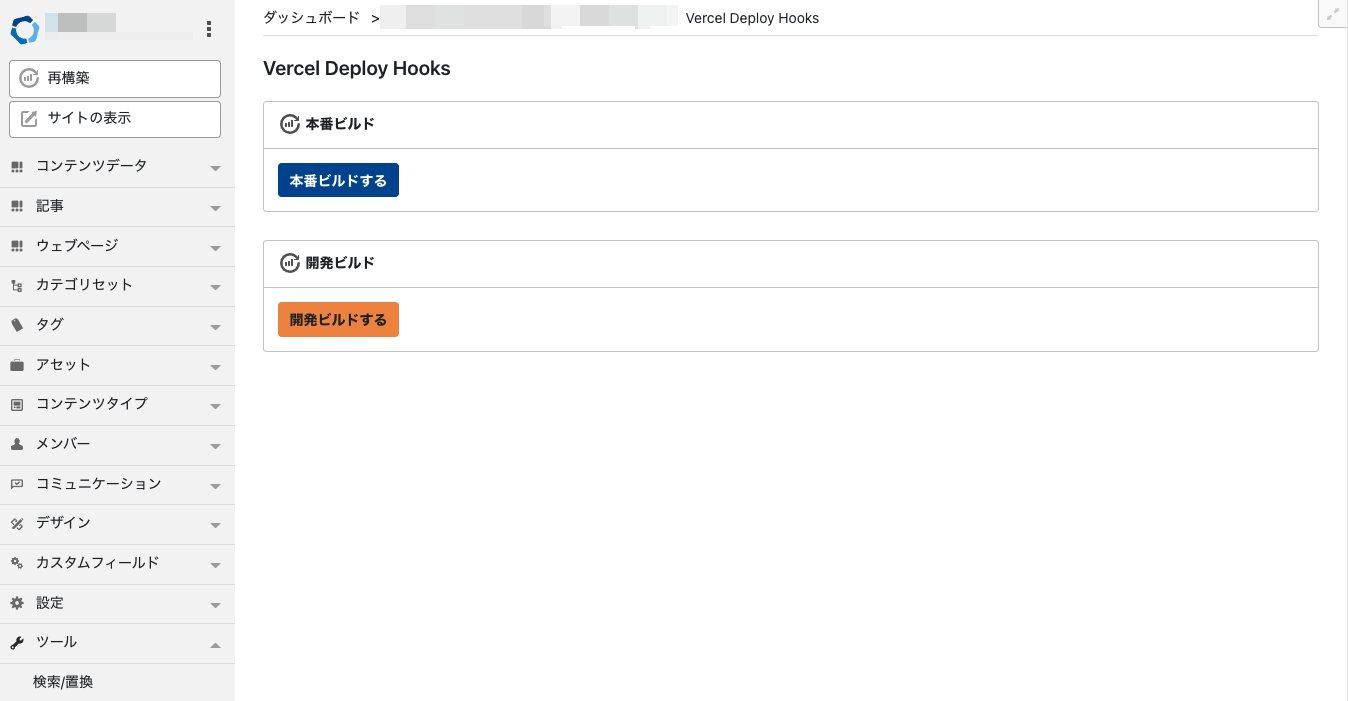 再構築
サイトの表示
コンテンツデータ
記事
ウェブページ
カテゴリセット
タグ
アセット
コンテンツタイプ
メンバー
コミュニケーション
デザイン
カスタムフィールド
設定
ツール
検索/置換
ダッシュボード > Vercel Deploy Hooks
Vercel Deploy Hooks
本番ビルド
本番ビルドする
開発ビルド
開発ビルドする